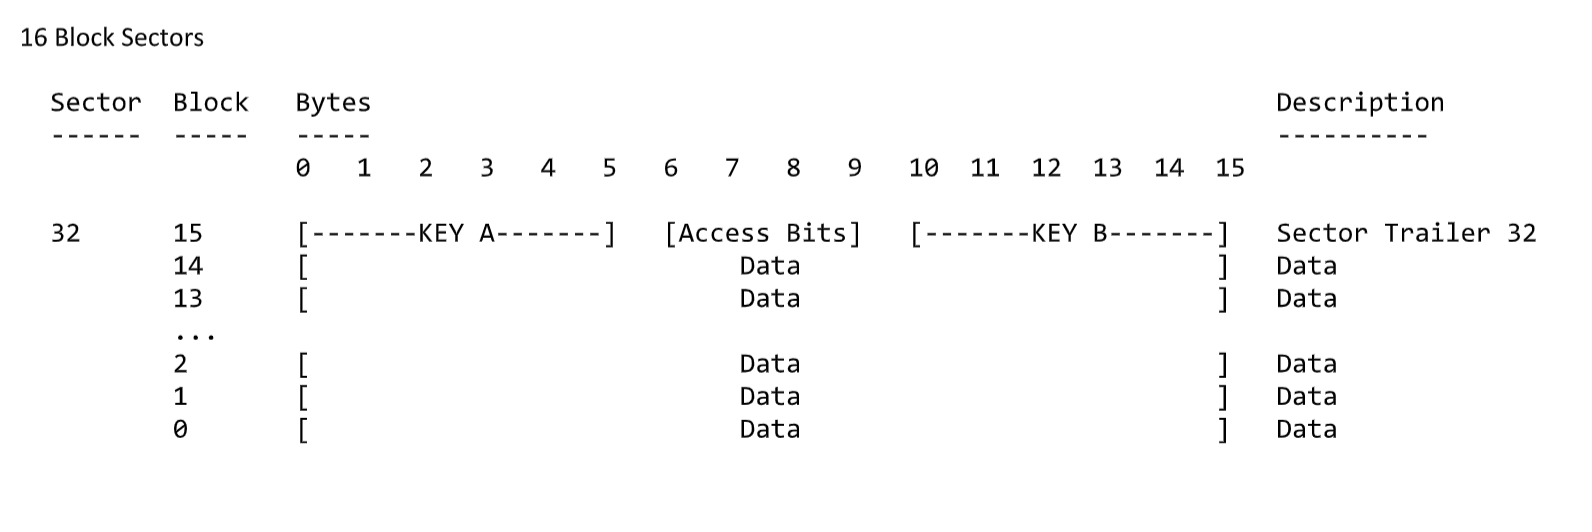 16 Block Sectors
Sector Block Bytes Description
------ ----- ----- ----------
0 1 2 3 4 5 6 7 8 9 10 11 12 13 14 15
32 15 [-------KEY A-------] [Access Bits] [-------KEY B-------] Sector Trailer 32
14 [ Data ] Data
13 [ Data ] Data
...
2 [ Data ] Data
1 [ Data ] Data
0 [ Data ] Data